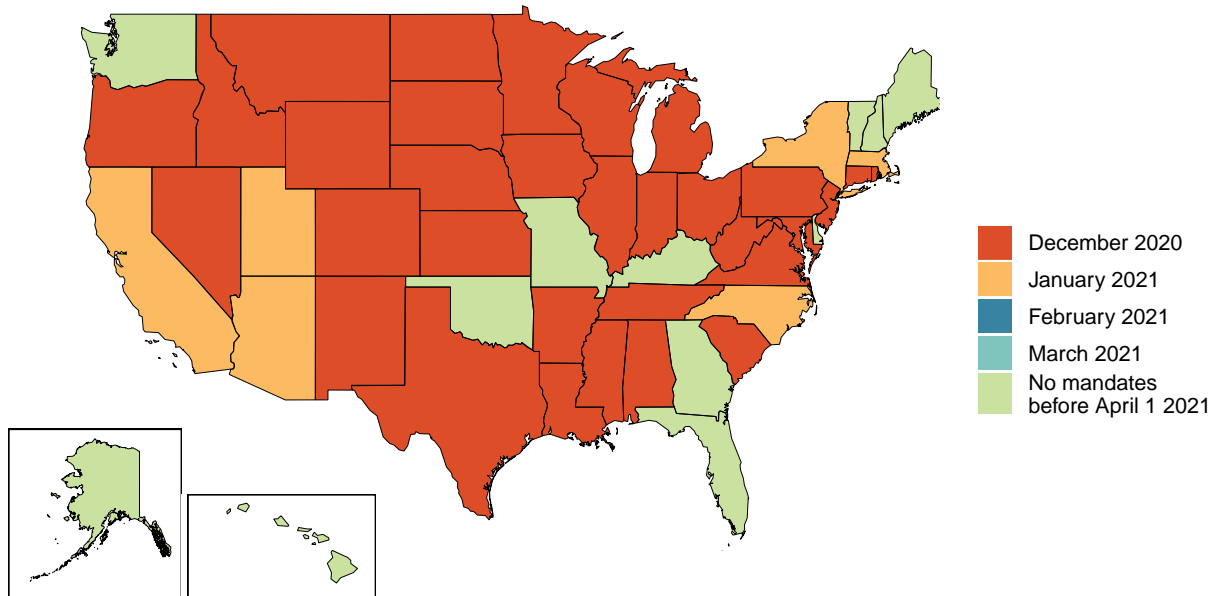 December 2020
January 2021
February 2021
March 2021
No mandates
before April 1 2021